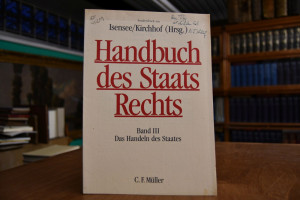 Isensee/Kirchhof (Hrsg.)
Handbuch
des Staats
Rechts
Band III
Das Handeln des Staates
C. F. Müller